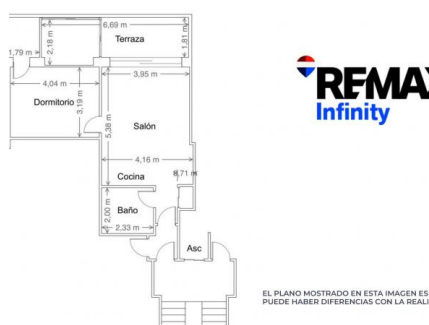 6,69 m
Terraza
1,81 m
2,18 m
1,79 m
3,95 m
4,04 m
Dormitorio
3,19 m
5,38 m
Salón
4,16 m
Cocina
8,71 m
Baño
2,00 m
2,33 m
Asc
REMAX
Infinity
EL PLANO MOSTRADO EN ESTA IMAGEN ES
PUEDE HABER DIFERENCIAS CON LA REALI